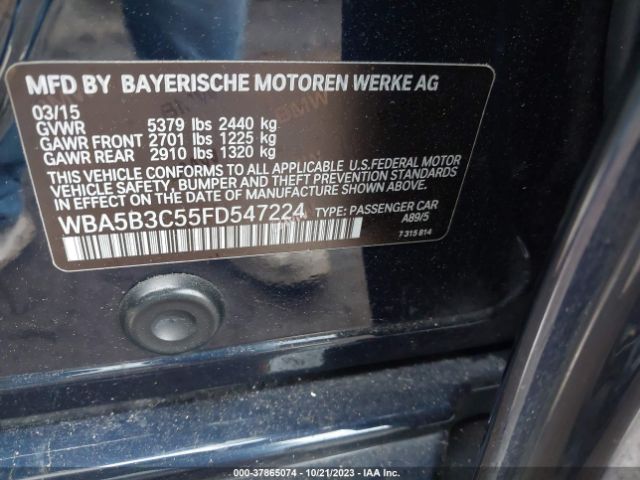 MFD BY BAYERISCHE MOTOREN WERKE AG
03/15
GVWR 5379 lbs 2440 kg
GAWR FRONT 2701 lbs 1225 kg
GAWR REAR 2910 lbs 1320 kg
THIS VEHICLE CONFORMS TO ALL APPLICABLE U.S.FEDERAL MOTOR
VEHICLE SAFETY, BUMPER AND THEFT PREVENTION STANDARDS
IN EFFECT ON THE DATE OF MANUFACTURE SHOWN ABOVE.
WBA5B3C55FD547224 TYPE: PASSENGER CAR
A89/5
7 315 814
000-37865074 | 10/21/2023 | IAA Inc.